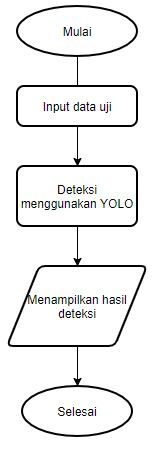 Mulai
Input data uji
Deteksi
menggunakan YOLO
Menampilkan hasil
deteksi
Selesai